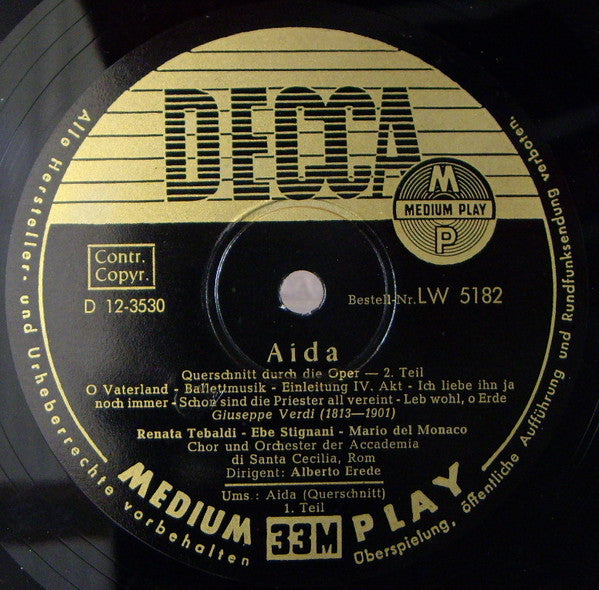 DECCA
M
MEDIUM PLAY
P
Contr.
Copyr.
D 12-3530
Bestell-Nr. LW 5182
Aida
Querschnitt durch die Oper — 2. Teil
O Vaterland - Ballettmusik - Einleitung IV. Akt - Ich liebe ihn ja
noch immer - Schon sind die Priester all vereint - Leb wohl, o Erde
Giuseppe Verdi (1813—1901)
Renata Tebaldi - Ebe Stignani - Mario del Monaco
Chor und Orchester der Accademia
di Santa Cecilia, Rom
Dirigent: Alberto Erede
Ums.: Aida (Querschnitt)
1. Teil
MEDIUM 33M PLAY
Alle Hersteller- und Urheberrechte vorbehalten
Überspielung, öffentliche Aufführung und Rundfunksendung verboten.